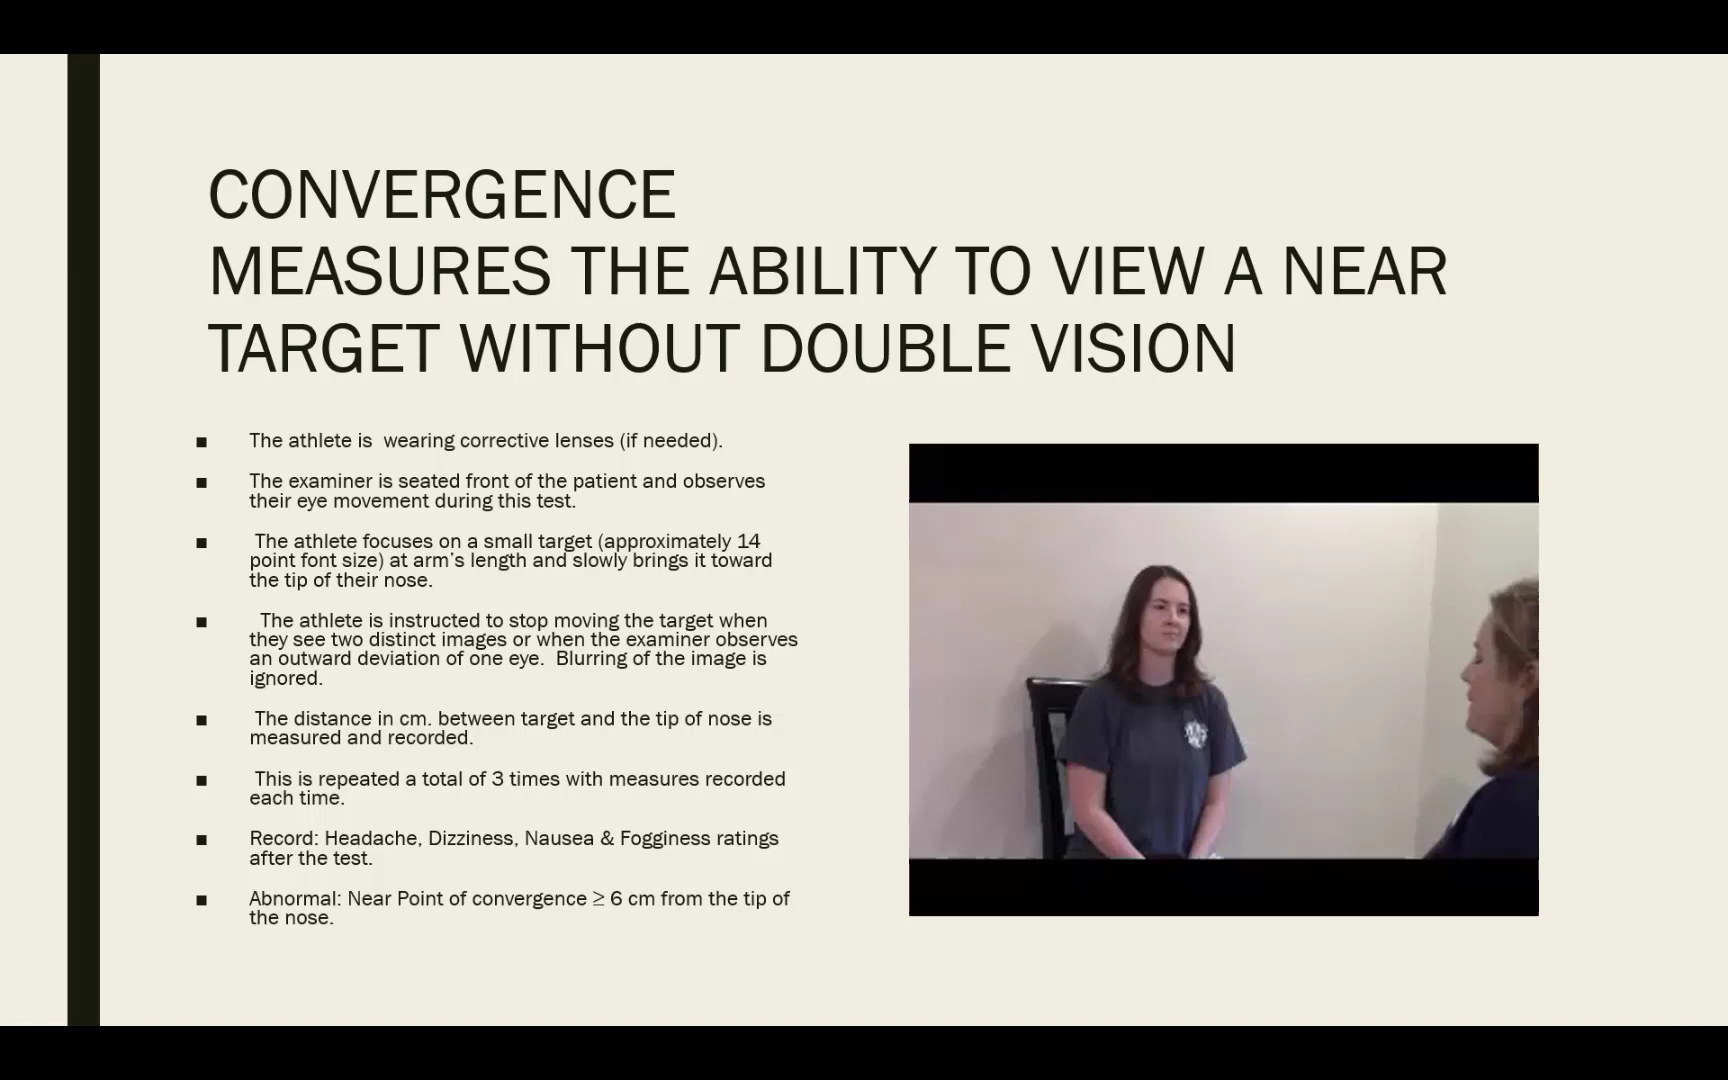 CONVERGENCE
MEASURES THE ABILITY TO VIEW A NEAR
TARGET WITHOUT DOUBLE VISION
■ The athlete is  wearing corrective lenses (if needed).
■ The examiner is seated front of the patient and observes
their eye movement during this test.
■ The athlete focuses on a small target (approximately 14
point font size) at arm’s length and slowly brings it toward
the tip of their nose.
■ The athlete is instructed to stop moving the target when
they see two distinct images or when the examiner observes
an outward deviation of one eye.  Blurring of the image is
ignored.
■ The distance in cm. between target and the tip of nose is
measured and recorded.
■ This is repeated a total of 3 times with measures recorded
each time.
■ Record: Headache, Dizziness, Nausea & Fogginess ratings
after the test.
■ Abnormal: Near Point of convergence ≥ 6 cm from the tip of
the nose.